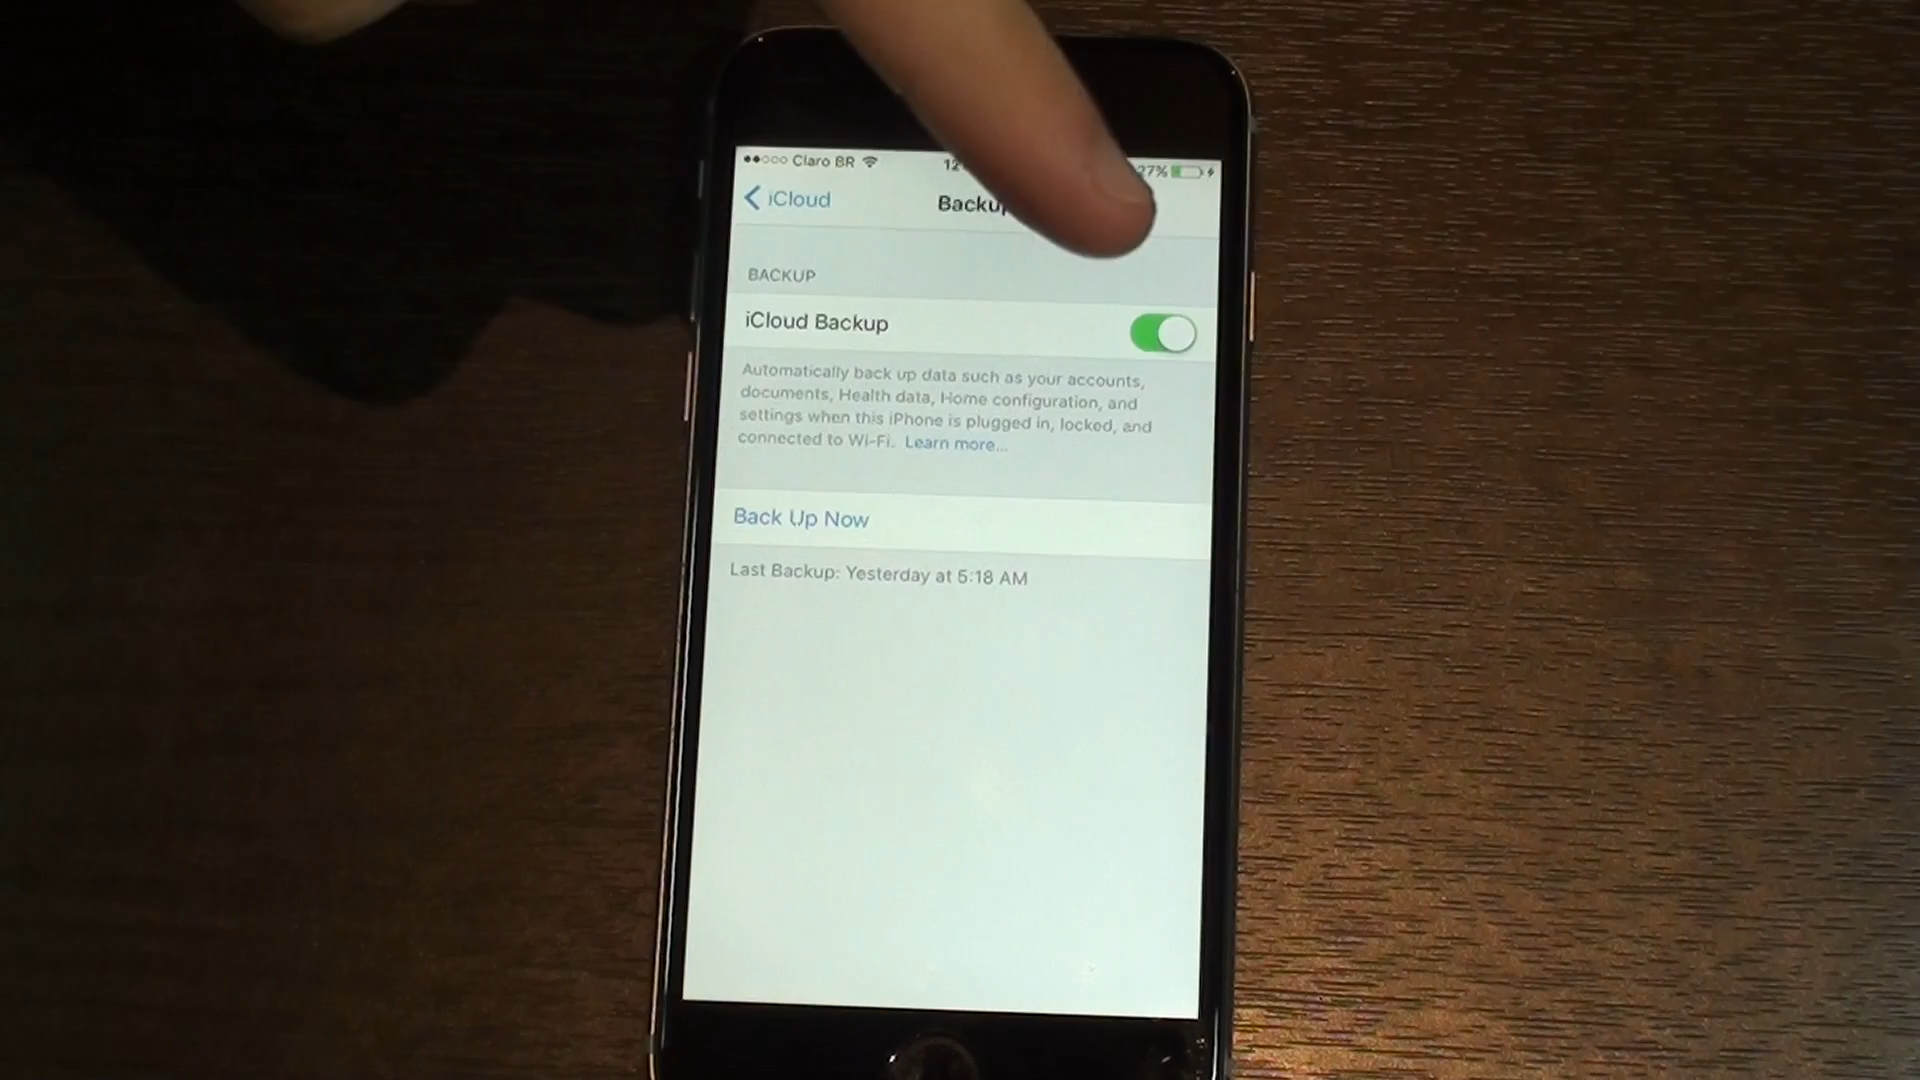 Claro BR
27%
iCloud
BACKUP
iCloud Backup
Automatically back up data such as your accounts,
documents, Health data, Home configuration, and
settings when this iPhone is plugged in, locked, and
connected to Wi-Fi. Learn more...
Back Up Now
Last Backup: Yesterday at 5:18 AM